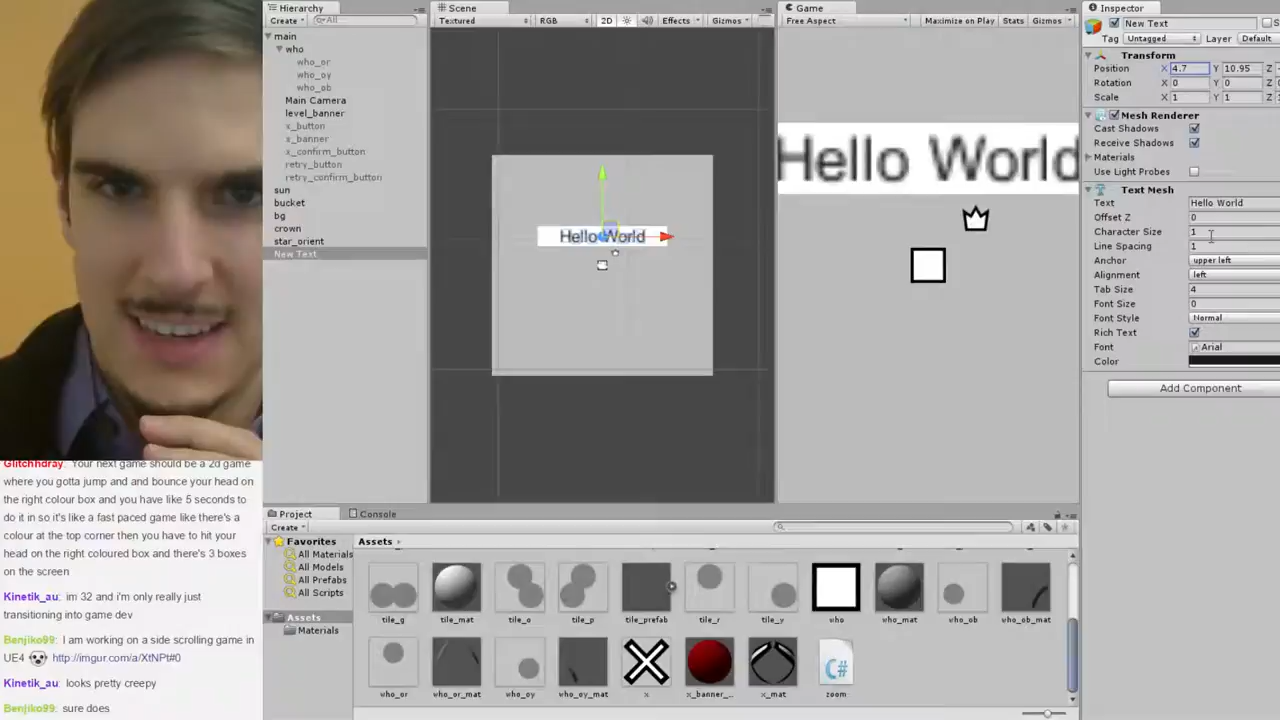 Hierarchy
Create
All
main
who
who_or
who_oy
who_ob
Main Camera
level_banner
x_button
x_banner
x_confirm_button
retry_button
retry_confirm_button
sun
bucket
bg
crown
star_orient
New Text
Scene
Textured RGB 2D Effects Gizmos
Hello World
Game
Free Aspect Maximize on Play Stats Gizmos
Hello World
Inspector
New Text
Tag Untagged Layer Default
Transform
Position X 4.7 Y 10.95 Z
Rotation X 0 Y 0 Z
Scale X 1 Y 1 Z
Mesh Renderer
Cast Shadows
Receive Shadows
Materials
Use Light Probes
Text Mesh
Text Hello World
Offset Z 0
Character Size 1
Line Spacing 1
Anchor upper left
Alignment left
Tab Size 4
Font Size 0
Font Style Normal
Rich Text
Font Arial
Color
Add Component
Glitchhdray: Your next game should be a 2d game
where you gotta jump and and bounce your head
on the right colour box and you have like 5 seconds to
do it in so it's like a fast paced game like there's a
colour at the top corner then you have to hit your
head on the right coloured box and there's 3 boxes
on the screen
Kinetik_au: im 32 and i'm only really just
transitioning into game dev
Benjiko99: I am working on a side scrolling game in
UE4 http://imgur.com/a/XtNPt#0
Kinetik_au: looks pretty creepy
Benjiko99: sure does
Project Console
Create
Favorites
All Materials
All Models
All Prefabs
All Scripts
Assets
Materials
Assets
tile_g tile_mat tile_o tile_p tile_prefab tile_r tile_y who who_mat who_ob who_ob_mat
who_or who_or_mat who_oy who_oy_mat x x_banner_... x_mat C# zoom